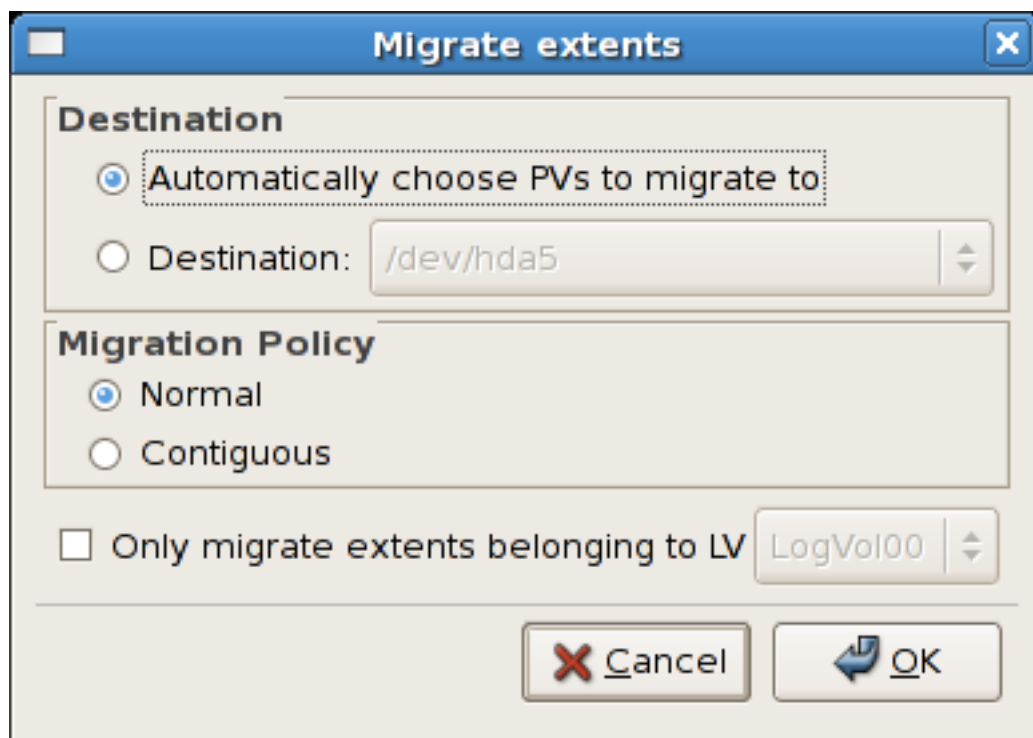 Migrate extents
Destination
Automatically choose PVs to migrate to
Destination: /dev/hda5
Migration Policy
Normal
Contiguous
Only migrate extents belonging to LV LogVol00
Cancel OK